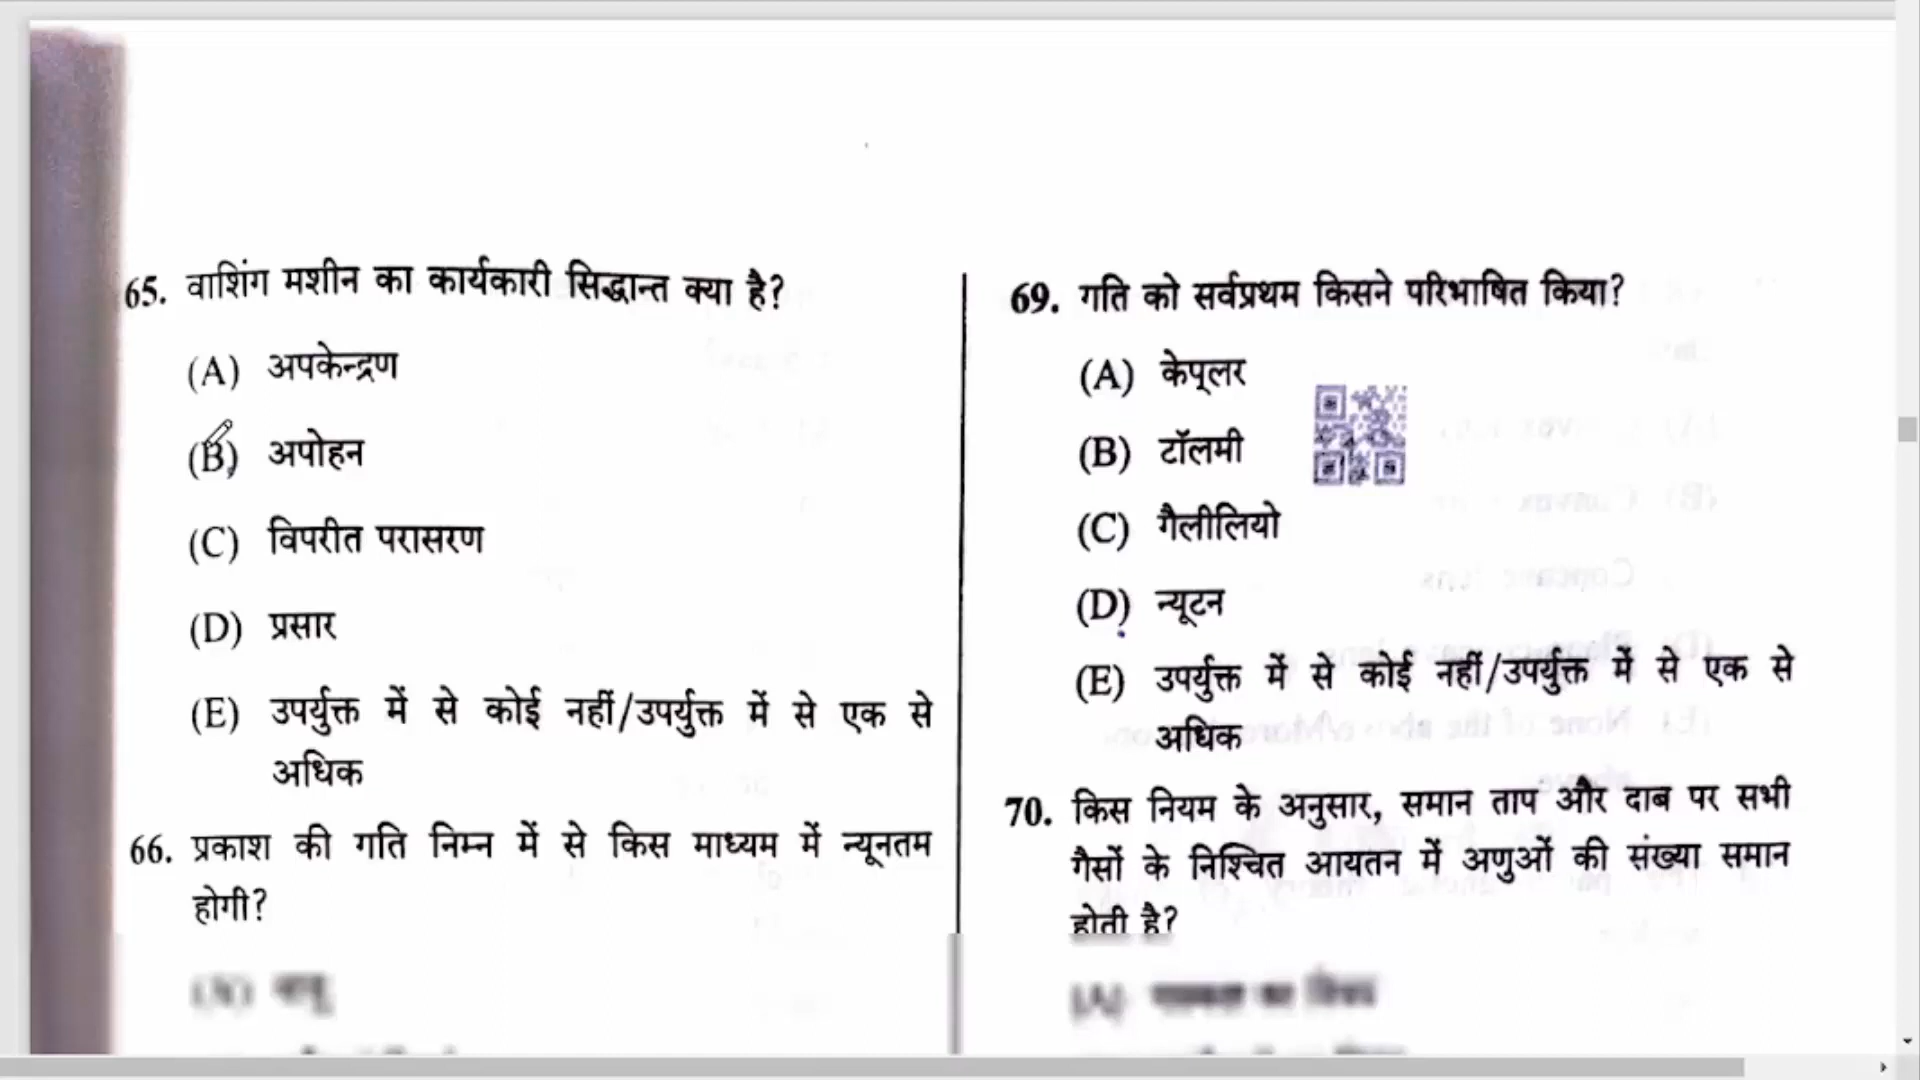 65. वाशिंग मशीन का कार्यकारी सिद्धान्त क्या है?
(A) अपकेन्द्रण
(B) अपोहन
(C) विपरीत परासरण
(D) प्रसार
(E) उपर्युक्त में से कोई नहीं/उपर्युक्त में से एक से
अधिक
66. प्रकाश की गति निम्न में से किस माध्यम में न्यूनतम
होगी?
69. गति को सर्वप्रथम किसने परिभाषित किया?
(A) केप्लर
(B) टॉलमी
(C) गैलीलियो
(D) न्यूटन
(E) उपर्युक्त में से कोई नहीं/उपर्युक्त में से एक से
अधिक
70. किस नियम के अनुसार, समान ताप और दाब पर सभी
गैसों के निश्चित आयतन में अणुओं की संख्या समान
होती है?